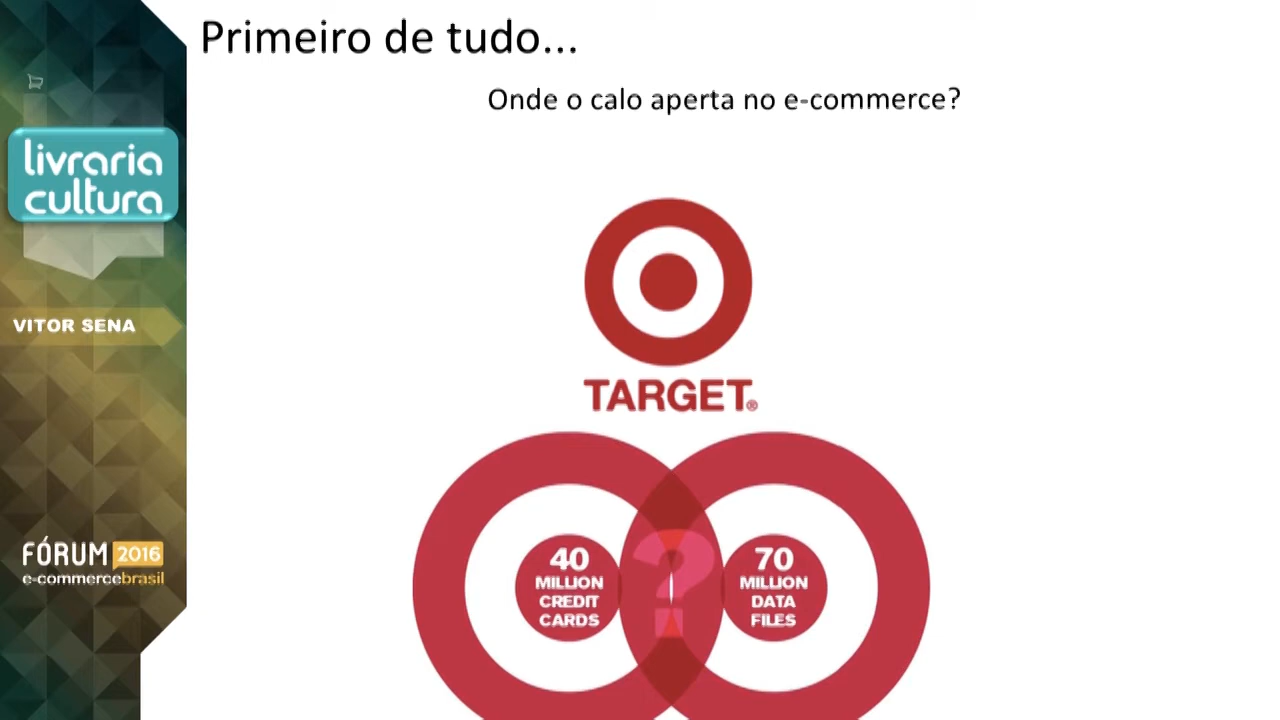 Primeiro de tudo...
Onde o calo aperta no e-commerce?
livraria
cultura
VITOR SENA
TARGET®
40
MILLION
CREDIT
CARDS
?
70
MILLION
DATA
FILES
FÓRUM 2016
e-commercebrasil